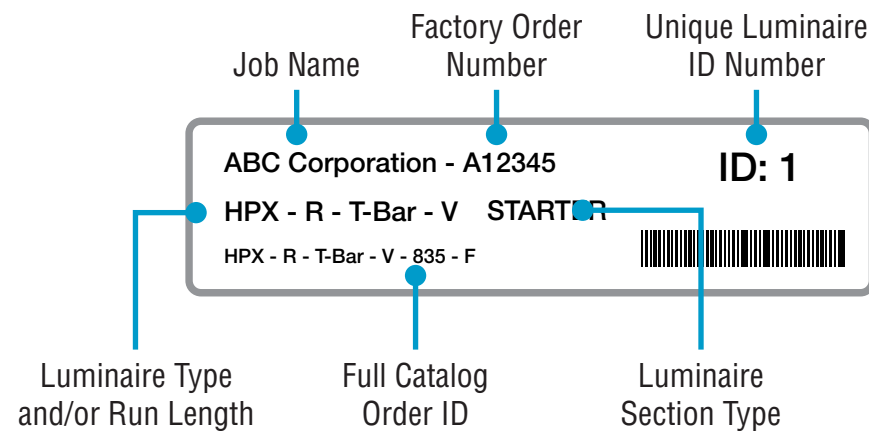 Job Name
Factory Order
Number
Unique Luminaire
ID Number
ABC Corporation - A12345
ID: 1
HPX - R - T-Bar - V STARTER
HPX - R - T-Bar - V - 835 - F
Luminaire Type
and/or Run Length
Full Catalog
Order ID
Luminaire
Section Type